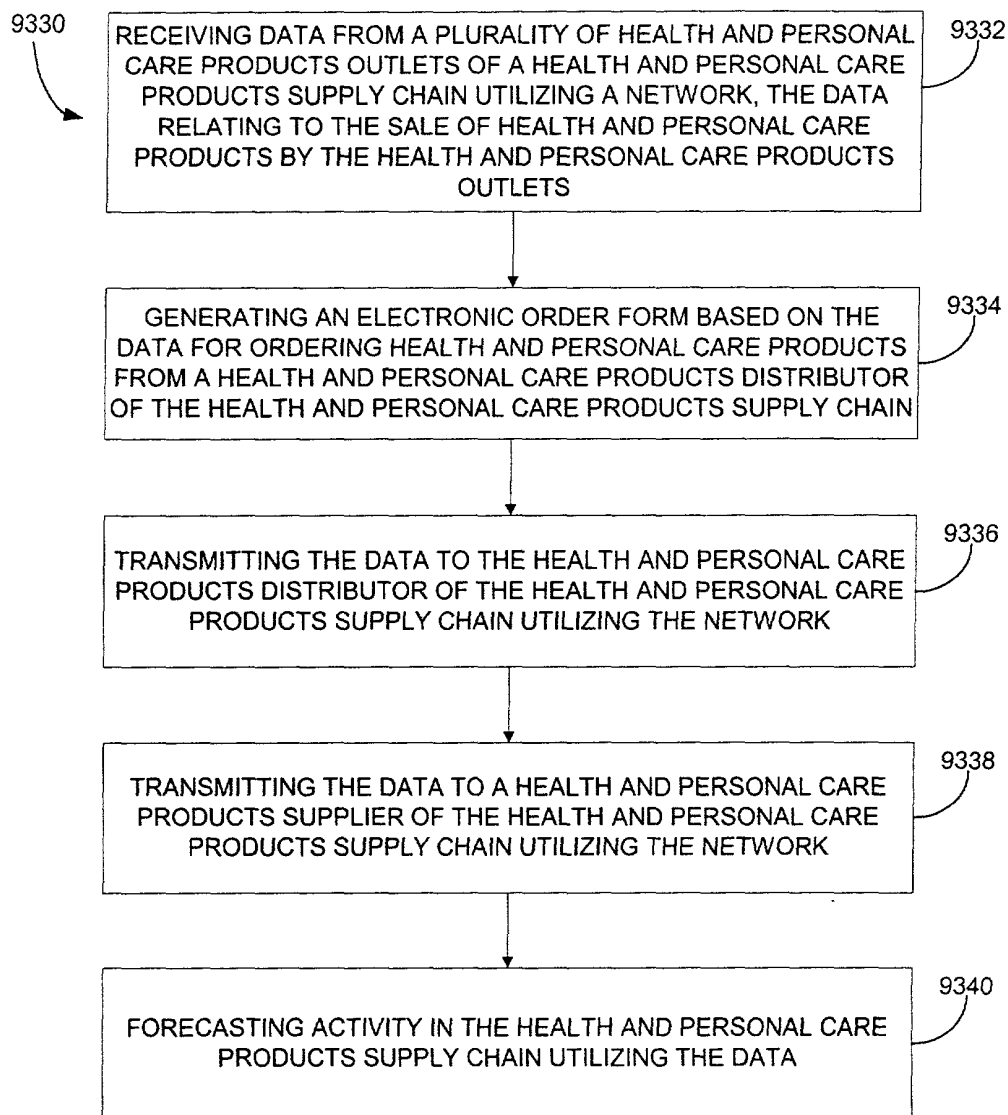 9330
RECEIVING DATA FROM A PLURALITY OF HEALTH AND PERSONAL
CARE PRODUCTS OUTLETS OF A HEALTH AND PERSONAL CARE
PRODUCTS SUPPLY CHAIN UTILIZING A NETWORK, THE DATA
RELATING TO THE SALE OF HEALTH AND PERSONAL CARE
PRODUCTS BY THE HEALTH AND PERSONAL CARE PRODUCTS
OUTLETS
9332
GENERATING AN ELECTRONIC ORDER FORM BASED ON THE
DATA FOR ORDERING HEALTH AND PERSONAL CARE PRODUCTS
FROM A HEALTH AND PERSONAL CARE PRODUCTS DISTRIBUTOR
OF THE HEALTH AND PERSONAL CARE PRODUCTS SUPPLY CHAIN
9334
TRANSMITTING THE DATA TO THE HEALTH AND PERSONAL CARE
PRODUCTS DISTRIBUTOR OF THE HEALTH AND PERSONAL CARE
PRODUCTS SUPPLY CHAIN UTILIZING THE NETWORK
9336
TRANSMITTING THE DATA TO A HEALTH AND PERSONAL CARE
PRODUCTS SUPPLIER OF THE HEALTH AND PERSONAL CARE
PRODUCTS SUPPLY CHAIN UTILIZING THE NETWORK
9338
FORECASTING ACTIVITY IN THE HEALTH AND PERSONAL CARE
PRODUCTS SUPPLY CHAIN UTILIZING THE DATA
9340